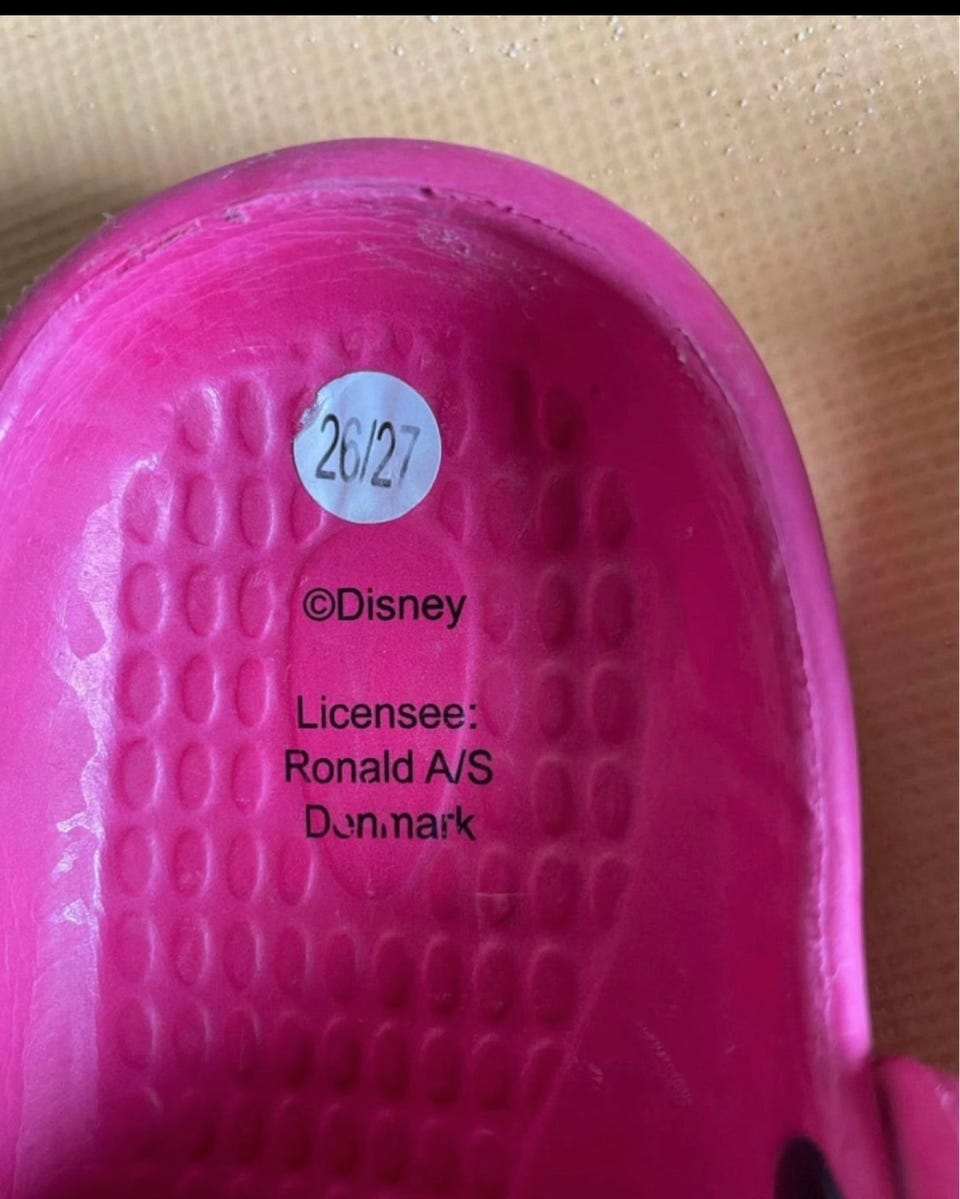 26/27
©Disney
Licensee:
Ronald A/S
Denmark